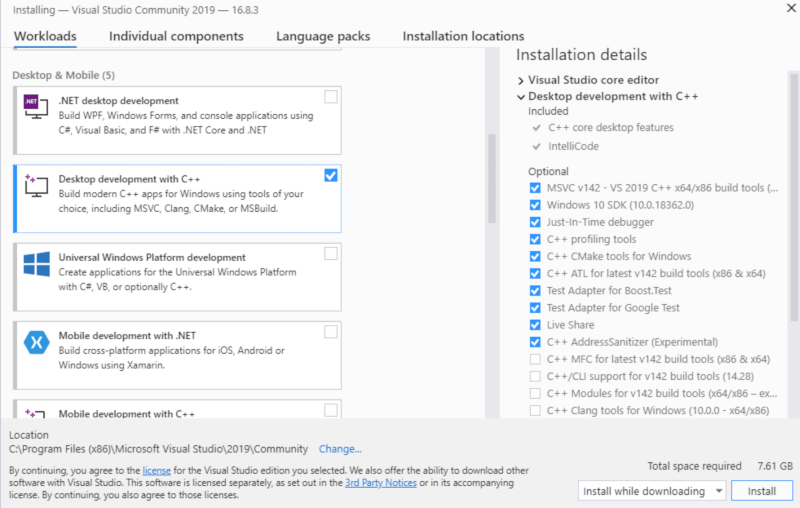 Installing — Visual Studio Community 2019 — 16.8.3
Workloads
Individual components
Language packs
Installation locations
Desktop & Mobile (5)
.NET
.NET desktop development
Build WPF, Windows Forms, and console applications using
C#, Visual Basic, and F# with .NET Core and .NET
Desktop development with C++
Build modern C++ apps for Windows using tools of your
choice, including MSVC, Clang, CMake, or MSBuild.
Universal Windows Platform development
Create applications for the Universal Windows Platform
with C#, VB, or optionally C++.
Mobile development with .NET
Build cross-platform applications for iOS, Android or
Windows using Xamarin.
Mobile development with C++
Installation details
Visual Studio core editor
Desktop development with C++
Included
C++ core desktop features
IntelliCode
Optional
MSVC v142 - VS 2019 C++ x64/x86 build tools (...
Windows 10 SDK (10.0.18362.0)
Just-In-Time debugger
C++ profiling tools
C++ CMake tools for Windows
C++ ATL for latest v142 build tools (x86 & x64)
Test Adapter for Boost.Test
Test Adapter for Google Test
Live Share
C++ AddressSanitizer (Experimental)
C++ MFC for latest v142 build tools (x86 & x64)
C++/CLI support for v142 build tools (14.28)
C++ Modules for v142 build tools (x64/x86 – ex...
C++ Clang tools for Windows (10.0.0 - x64/x86)
Location
C:\Program Files (x86)\Microsoft Visual Studio\2019\Community Change...
By continuing, you agree to the license for the Visual Studio edition you selected. We also offer the ability to download other
software with Visual Studio. This software is licensed separately, as set out in the 3rd Party Notices or in its accompanying
license. By continuing, you also agree to those licenses.
Total space required 7.61 GB
Install while downloading
Install